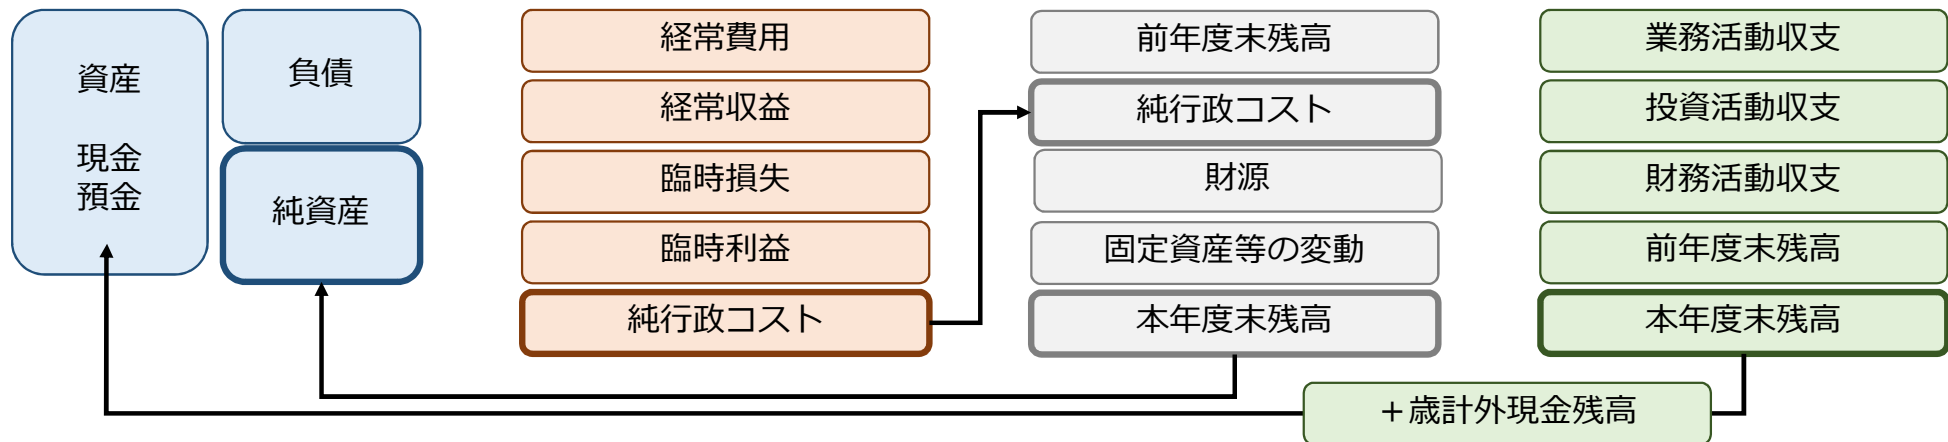 資産
現金
預金
負債
純資産
経常費用
経常収益
臨時損失
臨時利益
純行政コスト
前年度末残高
純行政コスト
財源
固定資産等の変動
本年度末残高
業務活動収支
投資活動収支
財務活動収支
前年度末残高
本年度末残高
＋歳計外現金残高